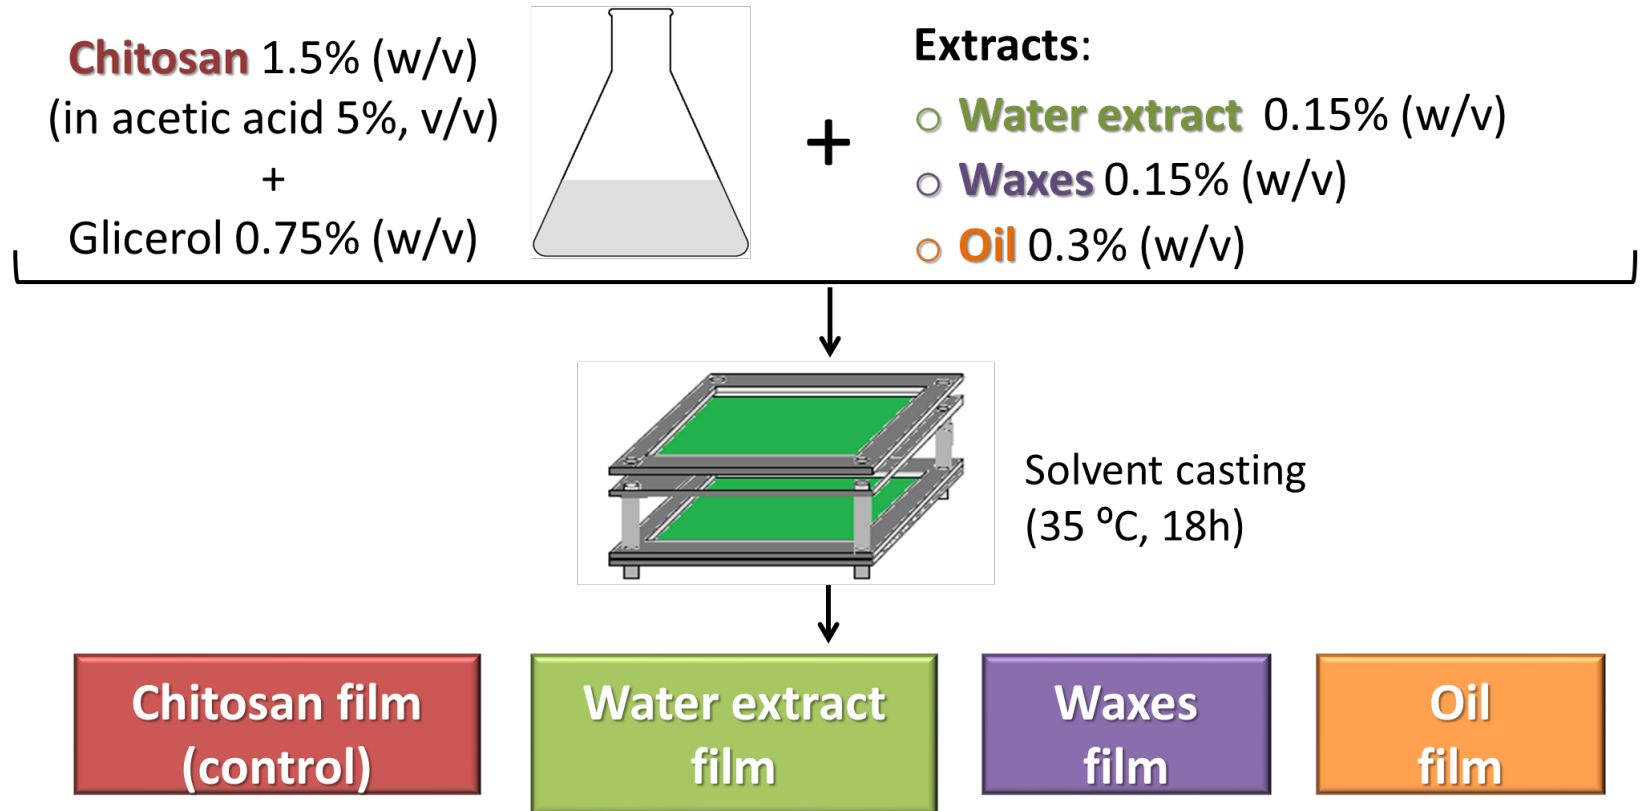 Chitosan 1.5% (w/v)
(in acetic acid 5%, v/v)
+
Glicerol 0.75% (w/v)
+
Extracts:
Water extract 0.15% (w/v)
Waxes 0.15% (w/v)
Oil 0.3% (w/v)
Solvent casting
(35 ºC, 18h)
Chitosan film
(control)
Water extract
film
Waxes
film
Oil
film